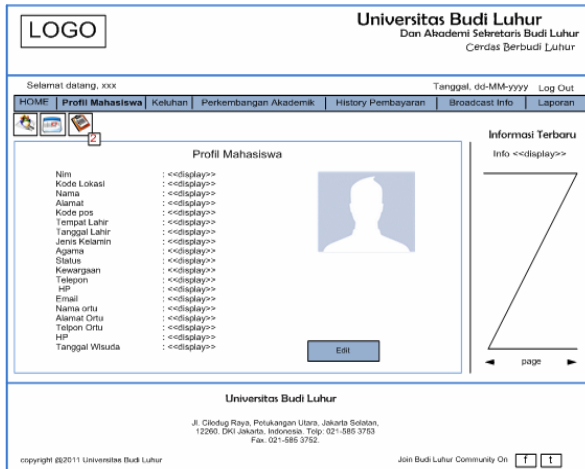 LOGO
Universitas Budi Luhur
Dan Akademi Sekretaris Budi Luhur
Cerdas Berbudi Luhur
Selamat datang, xxx
Tanggal, dd-MM-yyyy Log Out
HOME Profil Mahasiswa Keluhan Perkembangan Akademik History Pembayaran Broadcast Info Laporan
2
Informasi Terbaru
Info <<display>>
Profil Mahasiswa
Nim : <<display>>
Kode Lokasi : <<display>>
Nama : <<display>>
Alamat : <<display>>
Kode pos : <<display>>
Tempat Lahir : <<display>>
Tanggal Lahir : <<display>>
Jenis Kelamin : <<display>>
Agama : <<display>>
Status : <<display>>
Kewargaan : <<display>>
Telepon : <<display>>
HP : <<display>>
Email : <<display>>
Nama ortu : <<display>>
Alamat Ortu : <<display>>
Telpon Ortu : <<display>>
HP : <<display>>
Tanggal Wisuda : <<display>>
Edit
page
Universitas Budi Luhur
Jl. Ciledug Raya, Petukangan Utara, Jakarta Selatan,
12260. DKI Jakarta, Indonesia. Telp: 021-585 3753
Fax. 021-585 3752.
copyright @2011 Universitas Budi Luhur
Join Budi Luhur Community On f t